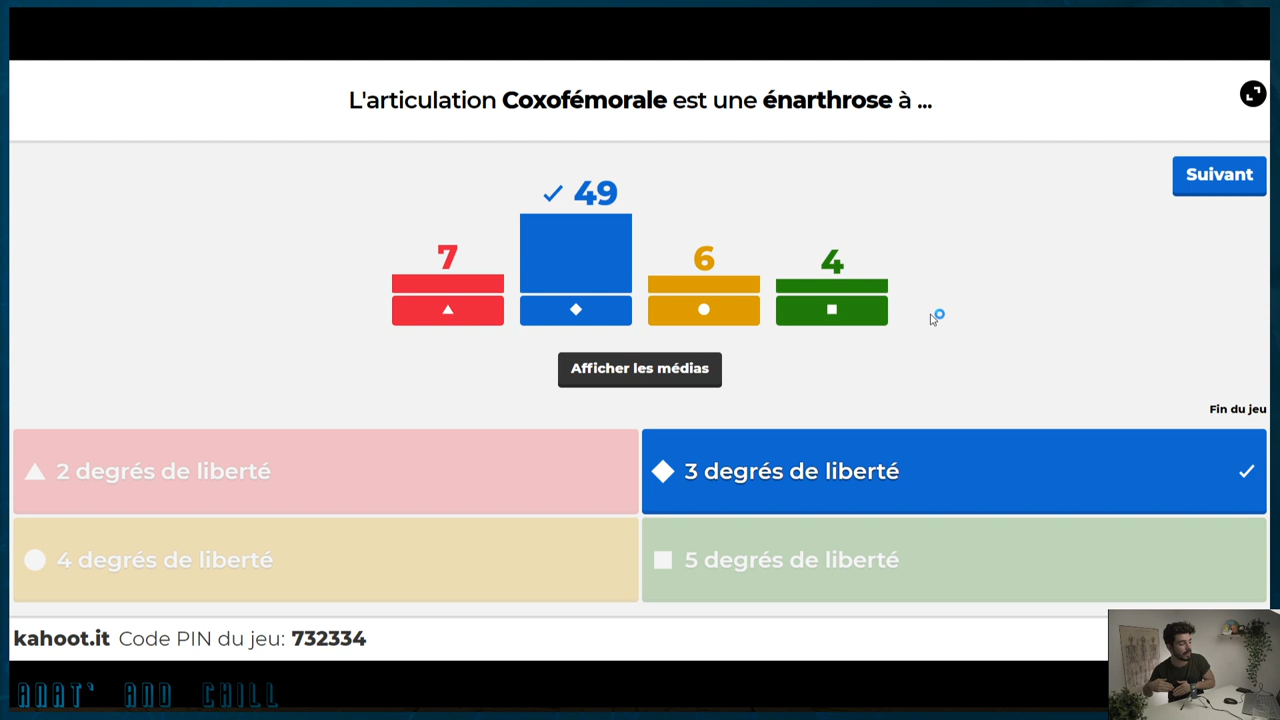 L'articulation Coxofémorale est une énarthrose à ...
Suivant
49
7
6
4
Afficher les médias
Fin du jeu
2 degrés de liberté
3 degrés de liberté
4 degrés de liberté
5 degrés de liberté
kahoot.it Code PIN du jeu: 732334
ANAT' AND CHILL